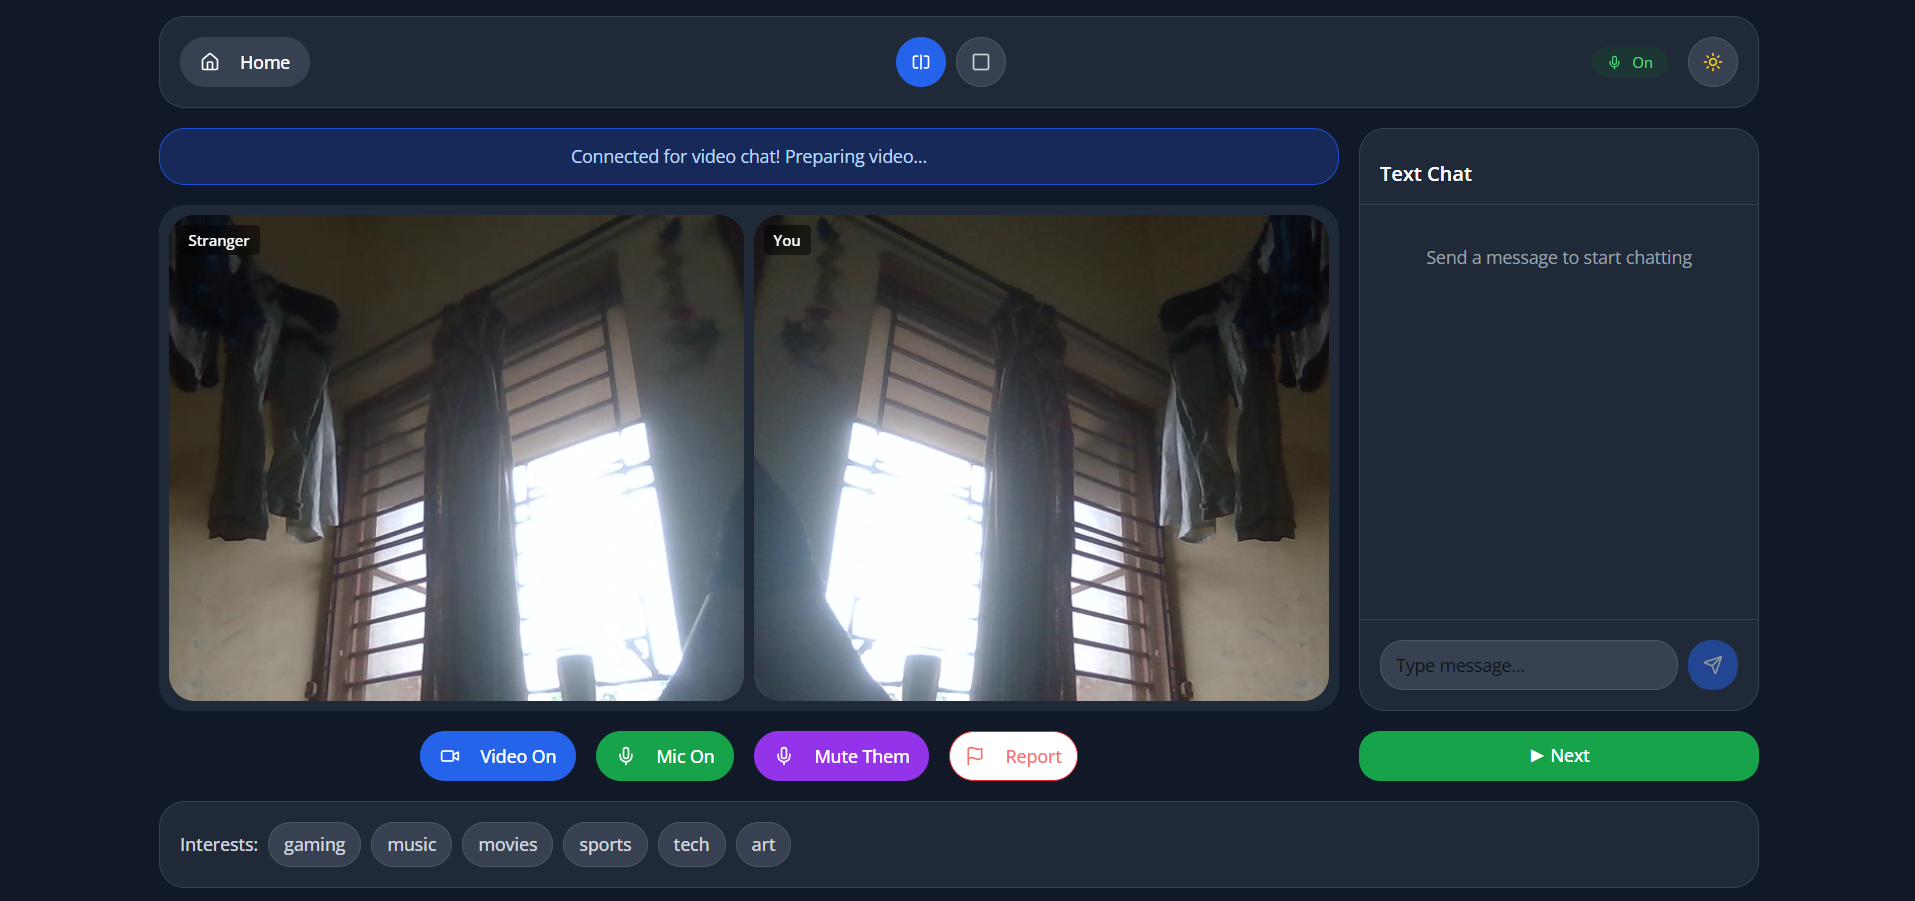 Home
On
Connected for video chat! Preparing video...
Text Chat
Stranger
You
Send a message to start chatting
Type message...
Video On
Mic On
Mute Them
Report
▶ Next
Interests: gaming music movies sports tech art